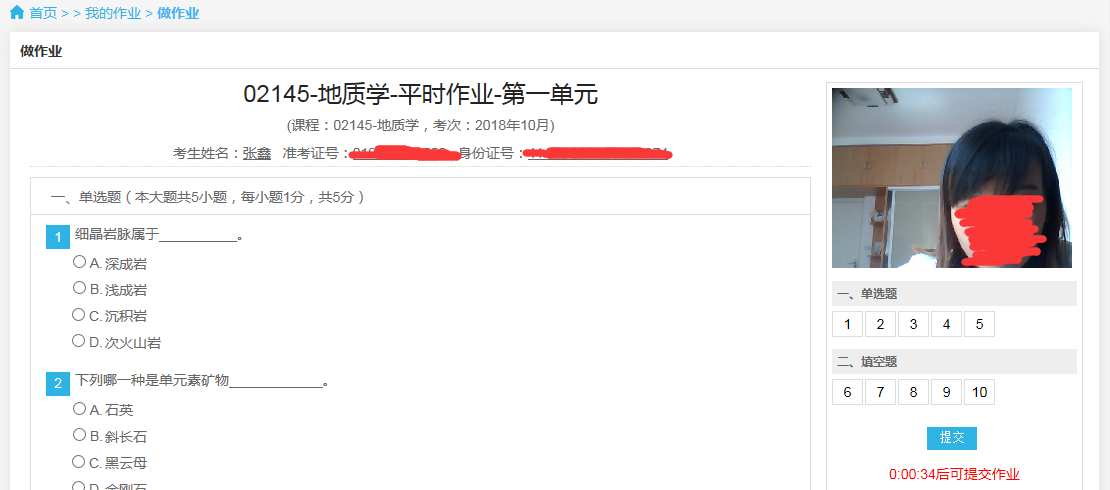 首页 > > 我的作业 > 做作业
做作业
02145-地质学-平时作业-第一单元
(课程：02145-地质学，考次：2018年10月)
考生姓名：张鑫 准考证号： 身份证号：
一、单选题（本大题共5小题，每小题1分，共5分）
1 细晶岩脉属于__________。
A. 深成岩
B. 浅成岩
C. 沉积岩
D. 次火山岩
2 下列哪一种是单元素矿物____________。
A. 石英
B. 斜长石
C. 黑云母
D. 金刚石
一、单选题
1 2 3 4 5
二、填空题
6 7 8 9 10
提交
0:00:34后可提交作业